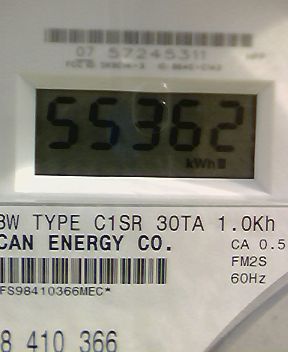 07 57245311
55362
kWh
3W TYPE C1SR 30TA 1.0Kh
CAN ENERGY CO.
CA 0.5
FM2S
60Hz
FS98410366MEC*
8 410 366